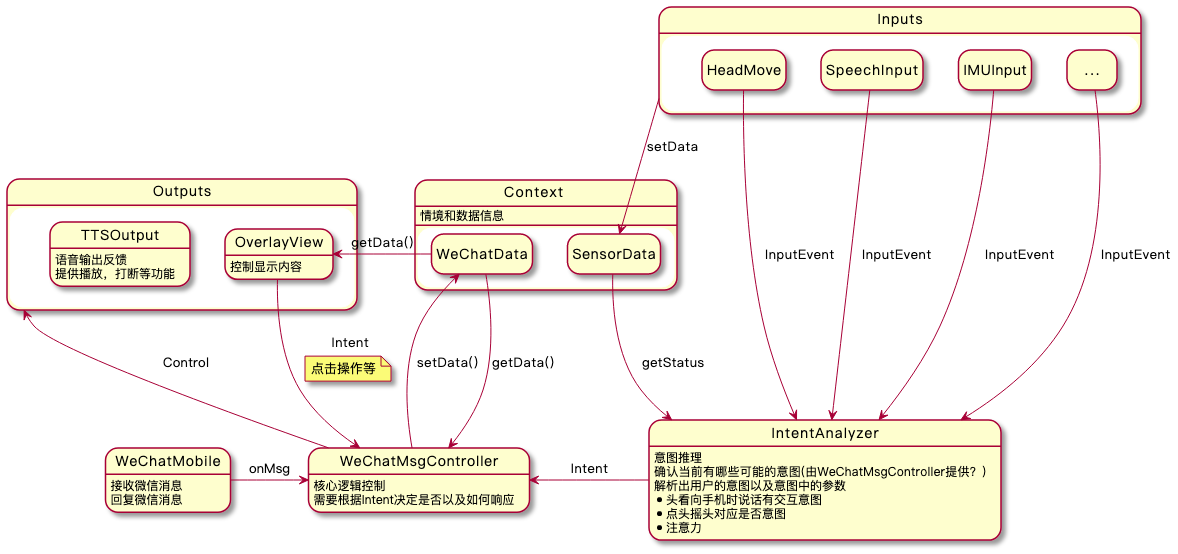 Inputs
HeadMove
SpeechInput
IMUInput
...
setData
Outputs
TTSOutput
语音输出反馈
提供播放，打断等功能
OverlayView
控制显示内容
getData()
Context
情境和数据信息
WeChatData
SensorData
InputEvent
InputEvent
InputEvent
InputEvent
Control
Intent
点击操作等
setData()
getData()
getStatus
WeChatMobile
接收微信消息
回复微信消息
onMsg
WeChatMsgController
核心逻辑控制
需要根据Intent决定是否以及如何响应
Intent
IntentAnalyzer
意图推理
确认当前有哪些可能的意图(由WeChatMsgController提供？)
解析出用户的意图以及意图中的参数
• 头看向手机时说话有交互意图
• 点头摇头对应是否意图
• 注意力